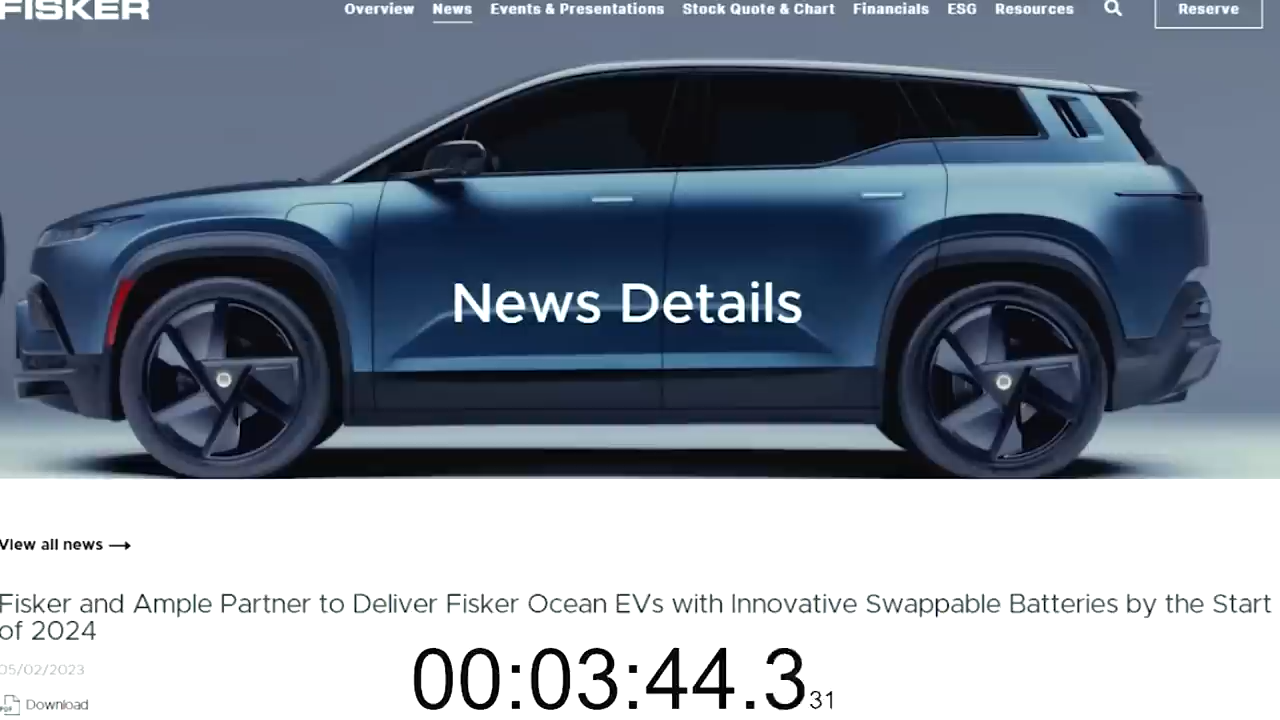 FISKER Overview News Events & Presentations Stock Quote & Chart Financials ESG Resources Reserve
News Details
View all news
Fisker and Ample Partner to Deliver Fisker Ocean EVs with Innovative Swappable Batteries by the Start
of 2024
05/02/2023
PDF Download
00:03:44.331